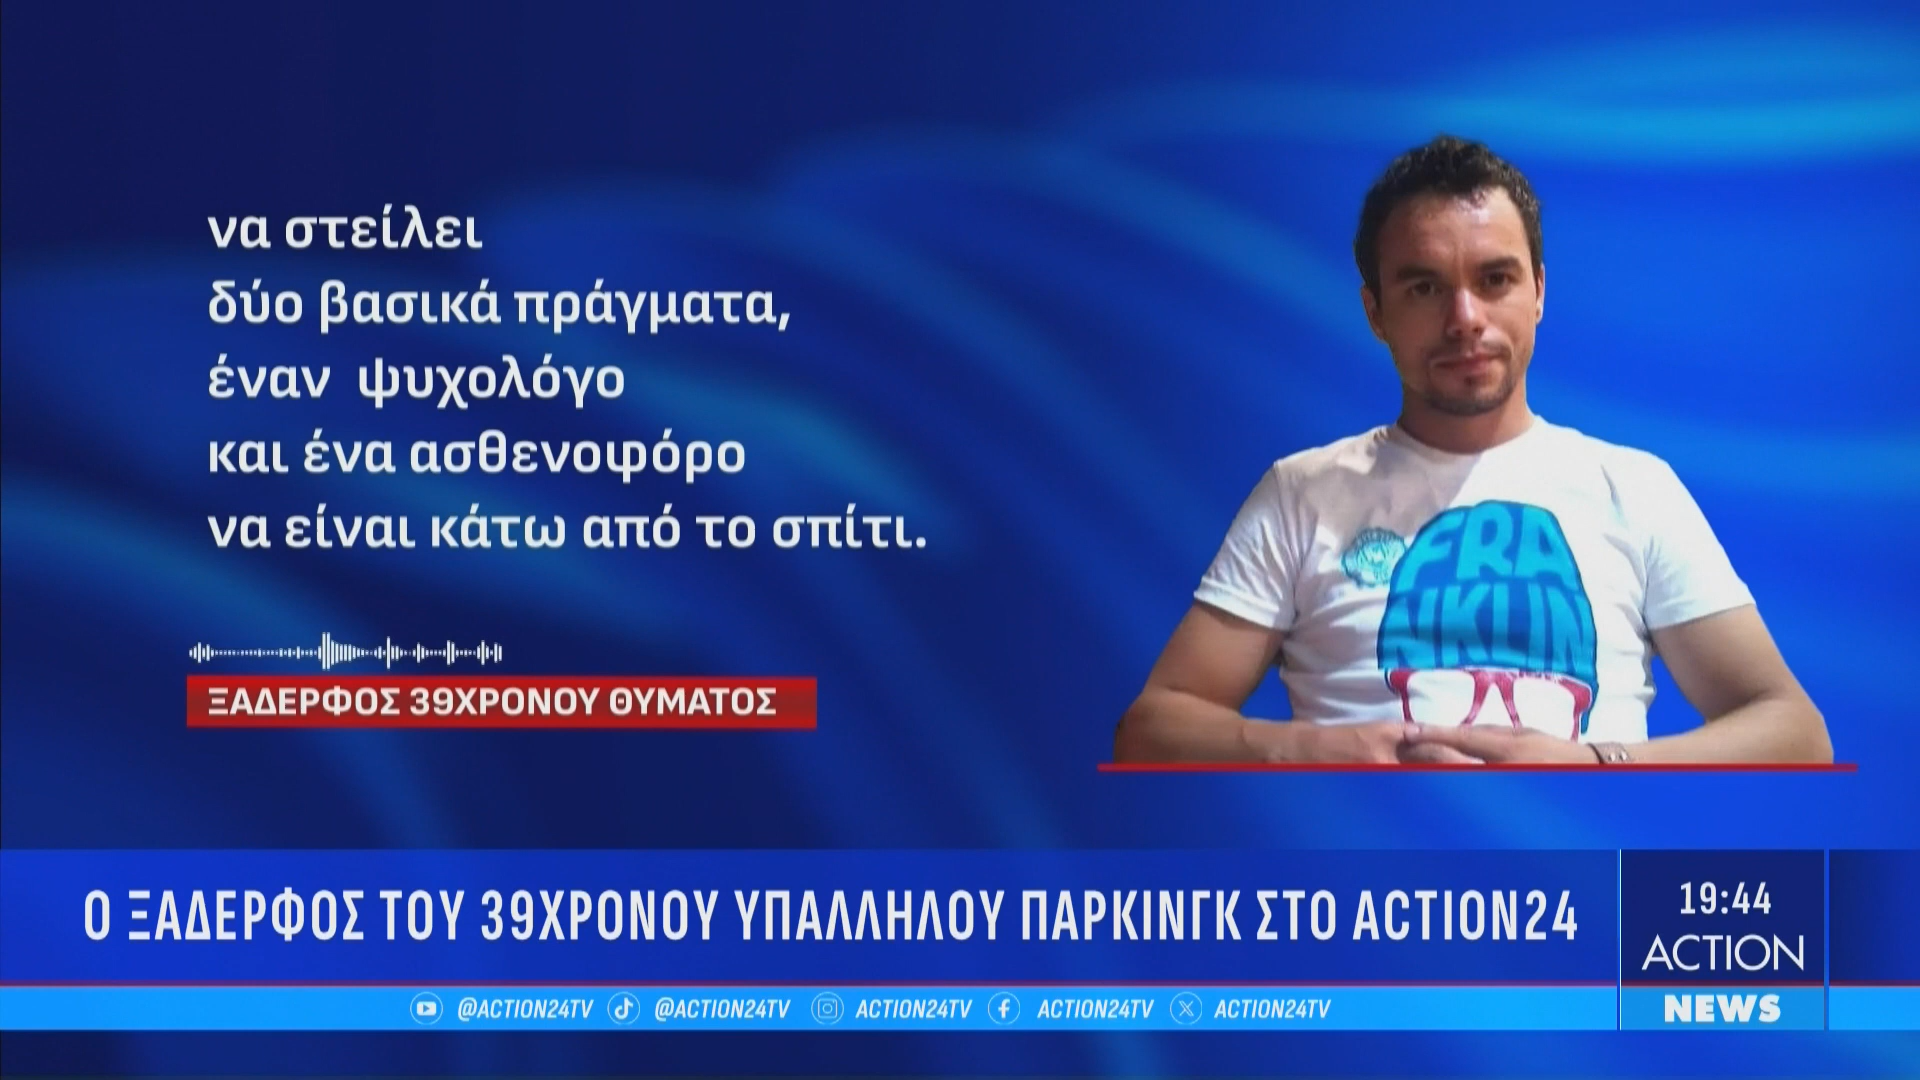 να στείλει
δύο βασικά πράγματα,
έναν ψυχολόγο
και ένα ασθενοφόρο
να είναι κάτω από το σπίτι.
ΞΑΔΕΡΦΟΣ 39ΧΡΟΝΟΥ ΘΥΜΑΤΟΣ
FRA
NKLIN
Ο ΞΑΔΕΡΦΟΣ ΤΟΥ 39ΧΡΟΝΟΥ ΥΠΑΛΛΗΛΟΥ ΠΑΡΚΙΝΓΚ ΣΤΟ ACTION24
19:44
ACTION
NEWS
@ACTION24TV @ACTION24TV ACTION24TV ACTION24TV ACTION24TV